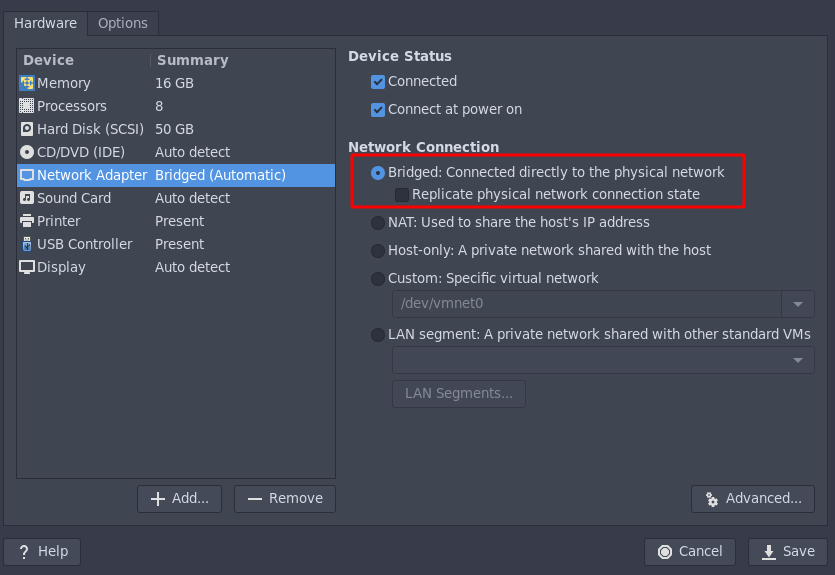 Hardware Options
Device Summary
Memory 16 GB
Processors 8
Hard Disk (SCSI) 50 GB
CD/DVD (IDE) Auto detect
Network Adapter Bridged (Automatic)
Sound Card Auto detect
Printer Present
USB Controller Present
Display Auto detect
Add... Remove
Device Status
Connected
Connect at power on
Network Connection
Bridged: Connected directly to the physical network
Replicate physical network connection state
NAT: Used to share the host's IP address
Host-only: A private network shared with the host
Custom: Specific virtual network
/dev/vmnet0
LAN segment: A private network shared with other standard VMs
LAN Segments...
Advanced...
Help Cancel Save